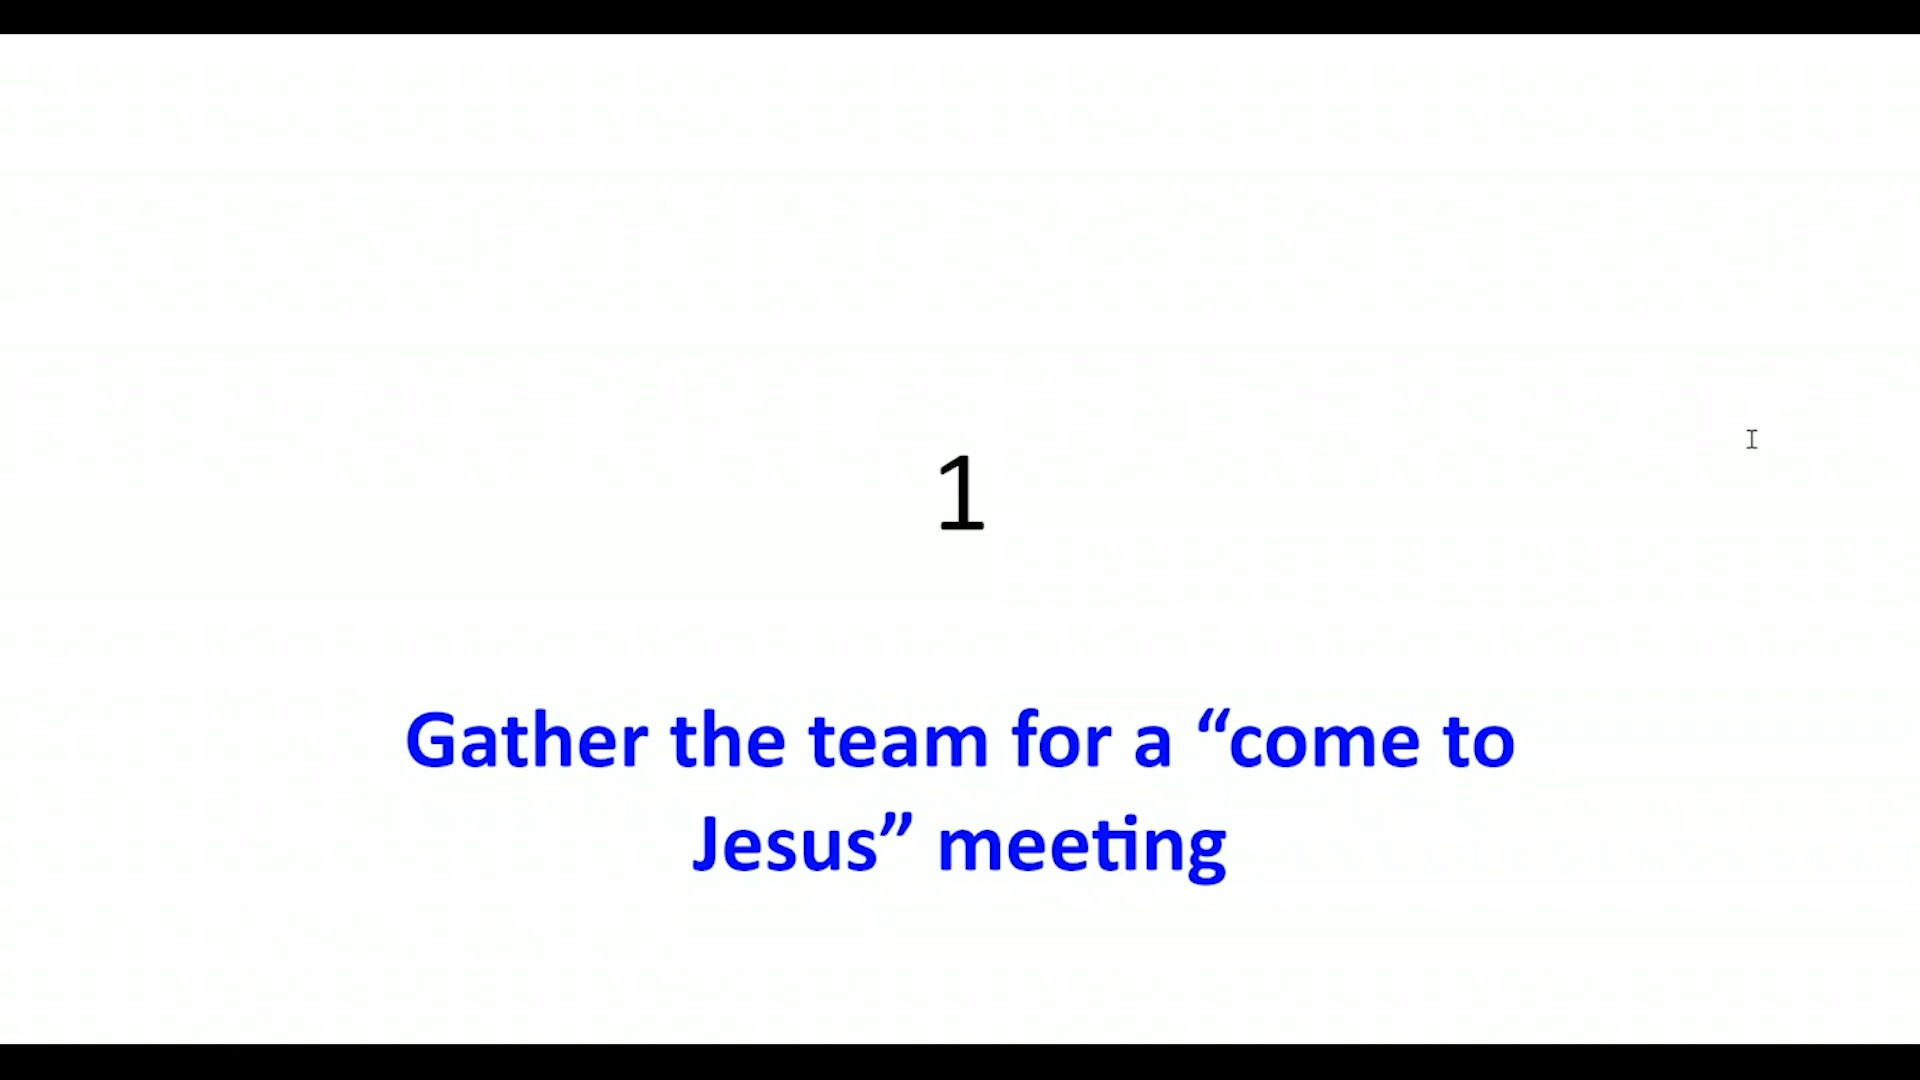 1
Gather the team for a “come to
Jesus” meeting